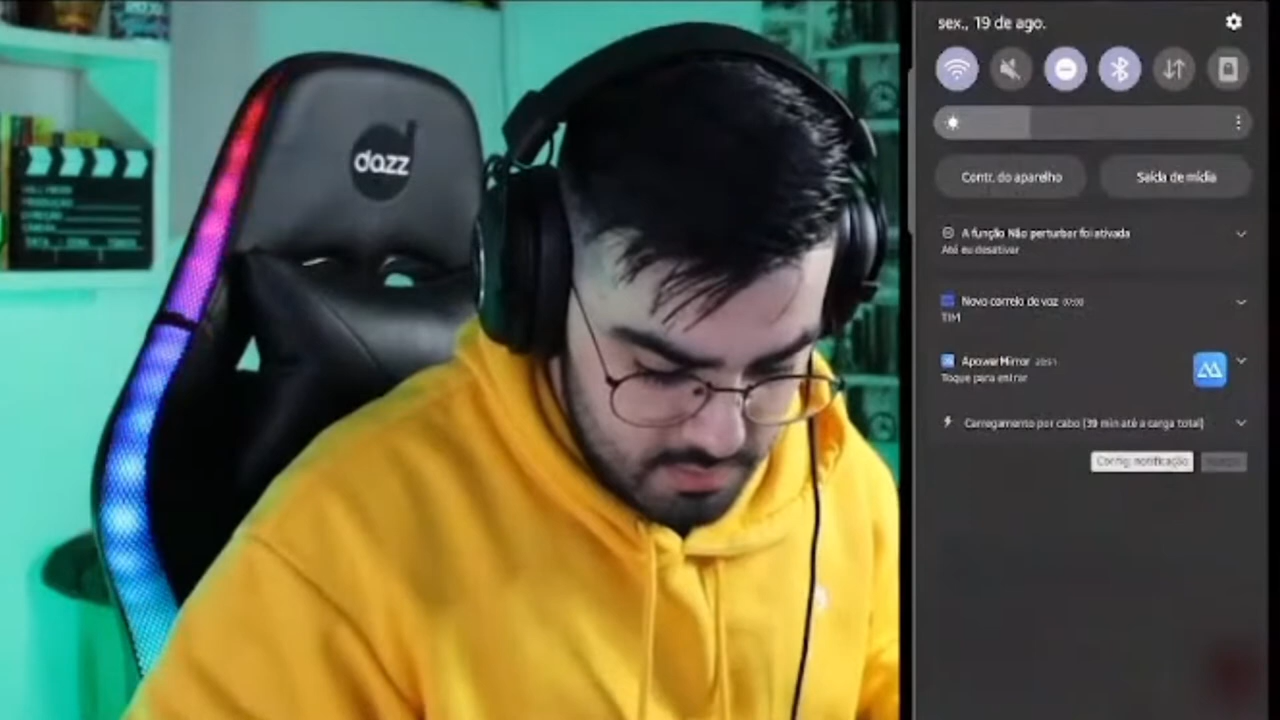 dazz
sex., 19 de ago.
Contr. do aparelho
Saída de mídia
A função Não perturbar foi ativada
Até eu desativar
Novo correio de voz
TIM
ApowerMirror 20:51
Toque para entrar
Carregamento por cabo (39 min até a carga total)
Config. notificação